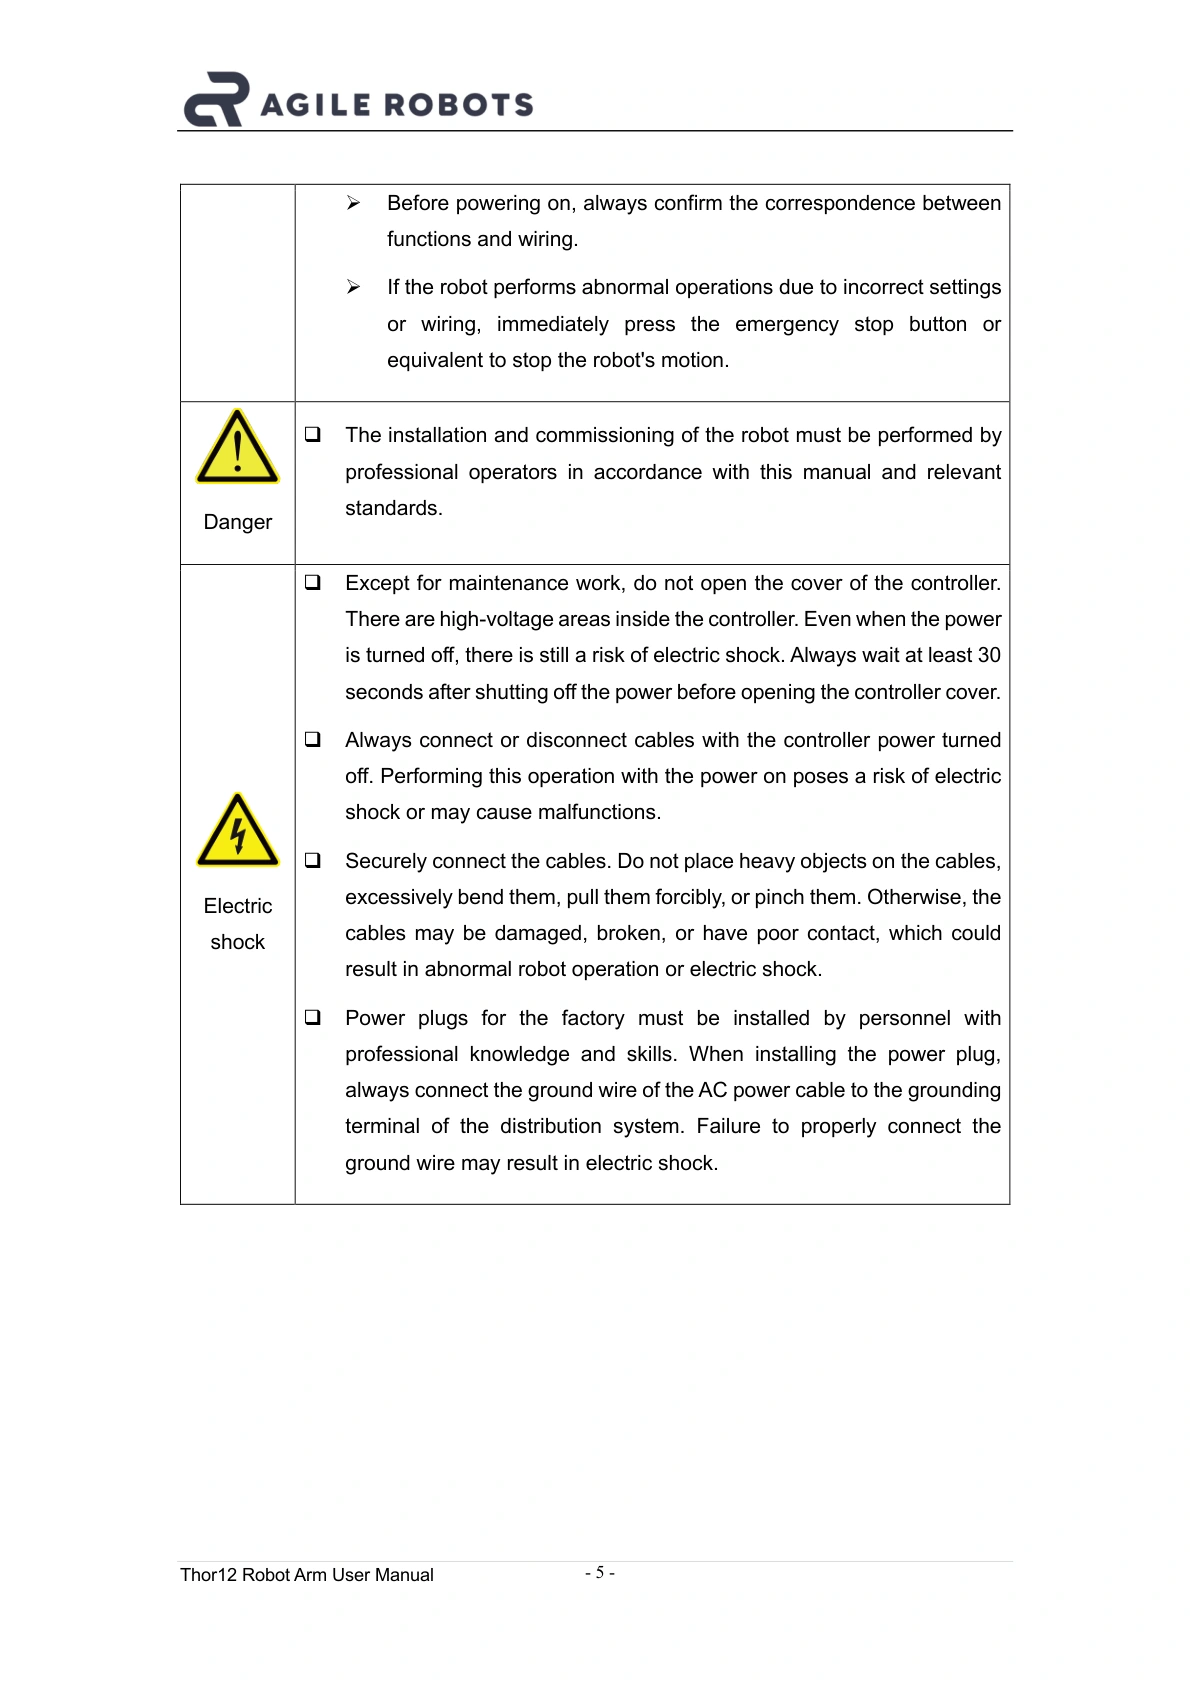 AGILE ROBOTS
➢ Before powering on, always confirm the correspondence between
functions and wiring.
➢ If the robot performs abnormal operations due to incorrect settings
or wiring, immediately press the emergency stop button or
equivalent to stop the robot's motion.
Danger
❑ The installation and commissioning of the robot must be performed by
professional operators in accordance with this manual and relevant
standards.
Electric
shock
❑ Except for maintenance work, do not open the cover of the controller.
There are high-voltage areas inside the controller. Even when the power
is turned off, there is still a risk of electric shock. Always wait at least 30
seconds after shutting off the power before opening the controller cover.
❑ Always connect or disconnect cables with the controller power turned
off. Performing this operation with the power on poses a risk of electric
shock or may cause malfunctions.
❑ Securely connect the cables. Do not place heavy objects on the cables,
excessively bend them, pull them forcibly, or pinch them. Otherwise, the
cables may be damaged, broken, or have poor contact, which could
result in abnormal robot operation or electric shock.
❑ Power plugs for the factory must be installed by personnel with
professional knowledge and skills. When installing the power plug,
always connect the ground wire of the AC power cable to the grounding
terminal of the distribution system. Failure to properly connect the
ground wire may result in electric shock.
Thor12 Robot Arm User Manual
- 5 -